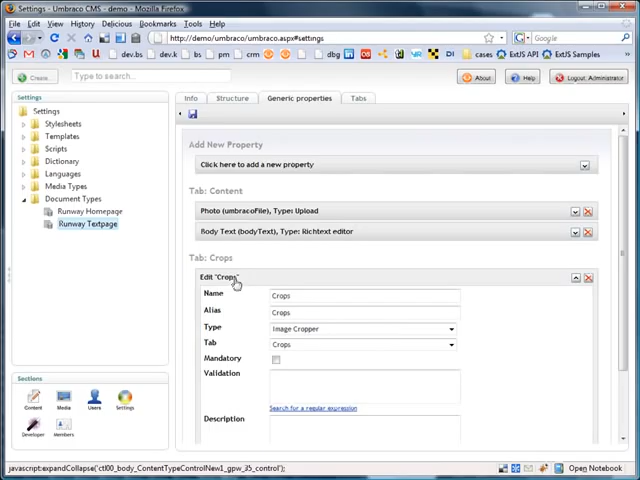 Settings - Umbraco CMS - demo - Mozilla Firefox
File Edit View History Delicious Bookmarks Tools Help
http://demo/umbraco/umbraco.aspx#settings
Google
dev.bs dev.k bs pm crm dbg VR DI cases ExtJS API ExtJS Samples
Create... Type to search... About Help Logout: Administrator
Settings
Settings
Stylesheets
Templates
Scripts
Dictionary
Languages
Media Types
Document Types
Runway Homepage
Runway Textpage
Sections
Content Media Users Settings
Developer Members
Info Structure Generic properties Tabs
Add New Property
Click here to add a new property
Tab: Content
Photo (umbracoFile), Type: Upload
Body Text (bodyText), Type: Richtext editor
Tab: Crops
Edit "Crops"
Name Crops
Alias Crops
Type Image Cropper
Tab Crops
Mandatory
Validation
Search for a regular expression
Description
javascript:expandCollapse('ctl00_body_ContentTypeControlNew1_gpw_35_control');
Open Notebook